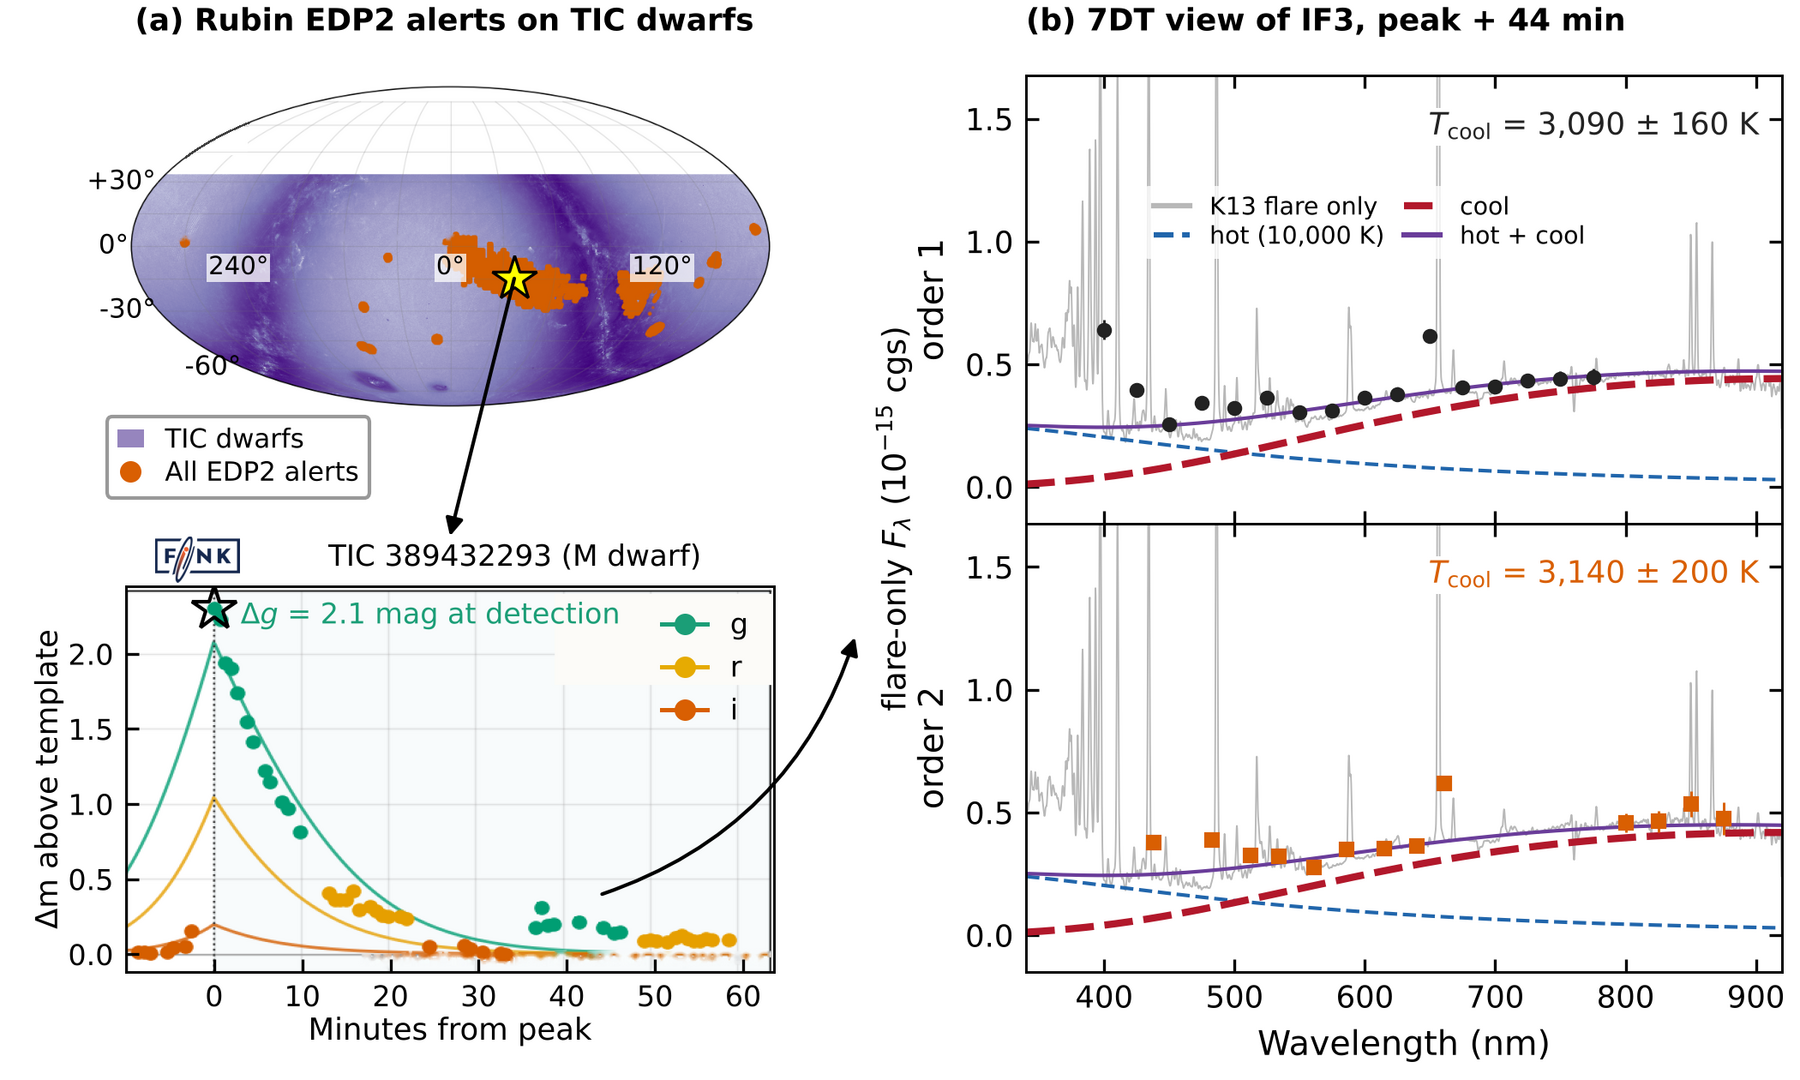 (a) Rubin EDP2 alerts on TIC dwarfs
+30°
0°
-30°
-60°
240°
0°
120°
TIC dwarfs
All EDP2 alerts
FINK
TIC 389432293 (M dwarf)
Δg = 2.1 mag at detection
g
r
i
Δm above template
2.0
1.5
1.0
0.5
0.0
0 10 20 30 40 50 60
Minutes from peak
(b) 7DT view of IF3, peak + 44 min
flare-only Fλ (10⁻¹⁵ cgs)
order 1
1.5
1.0
0.5
0.0
Tcool = 3,090 ± 160 K
K13 flare only
hot (10,000 K)
cool
hot + cool
order 2
1.5
1.0
0.5
0.0
Tcool = 3,140 ± 200 K
400 500 600 700 800 900
Wavelength (nm)